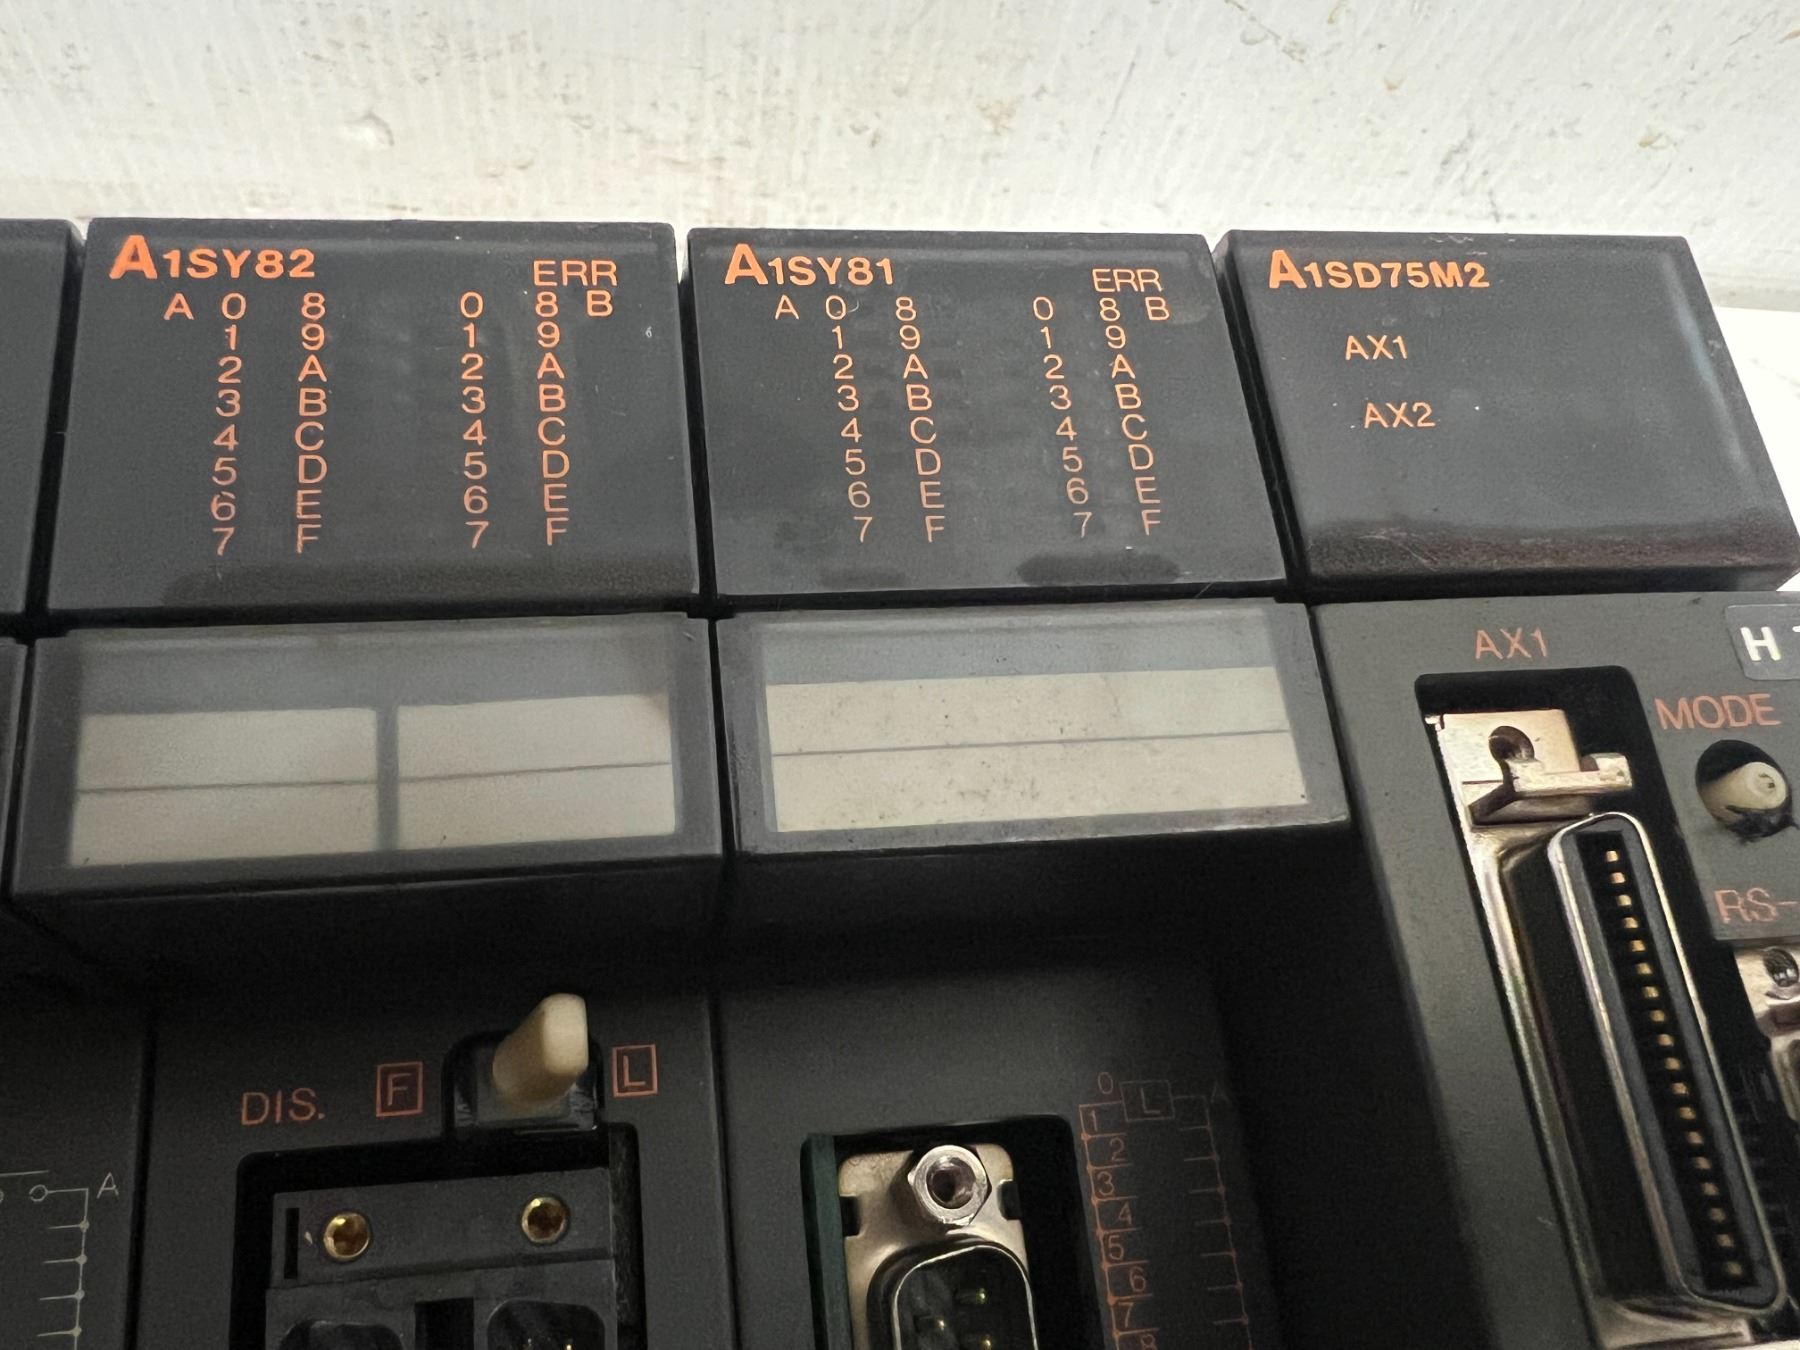 A1SY82
ERR
A 0 8 0 8 B
1 9 1 9
2 A 2 A
3 B 3 B
4 C 4 C
5 D 5 D
6 E 6 E
7 F 7 F
A1SY81
ERR
A 0 8 0 8 B
1 9 1 9
2 A 2 A
3 B 3 B
4 C 4 C
5 D 5 D
6 E 6 E
7 F 7 F
A1SD75M2
AX1
AX2
AX1
H
MODE
RS-
DIS. F L
A
0 L A
1
2
3
4
5
6
7
8